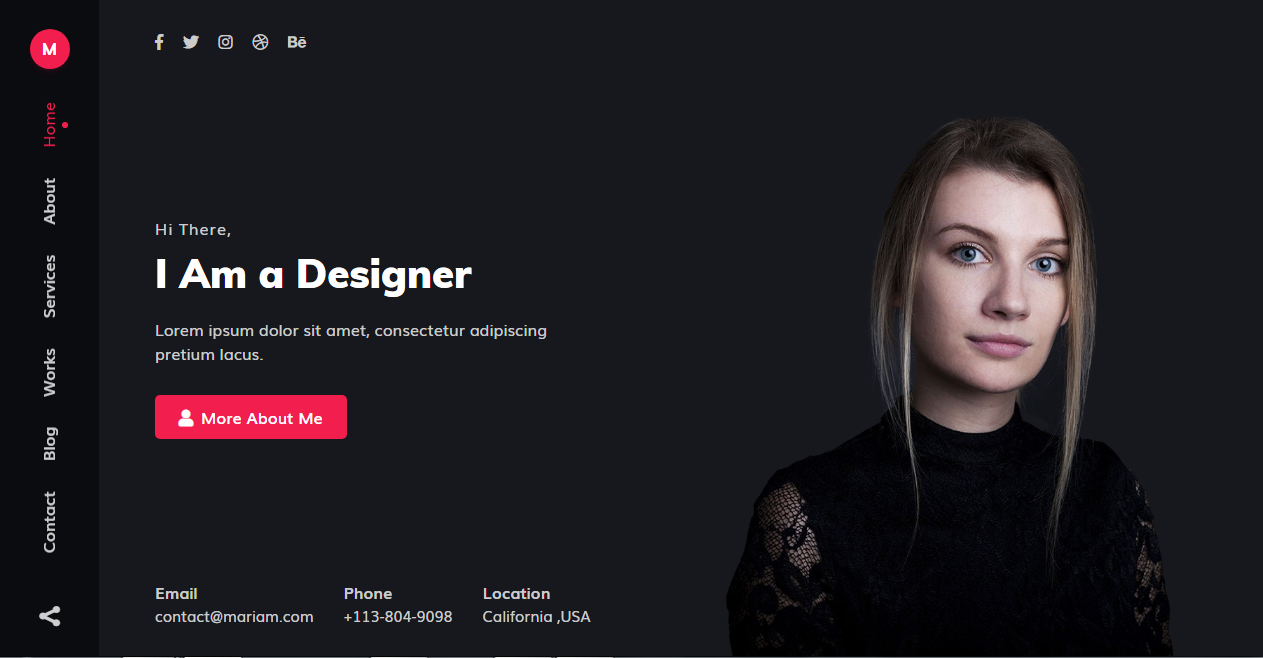 M
Home
About
Services
Works
Blog
Contact
Bē
Hi There,
I Am a Designer
Lorem ipsum dolor sit amet, consectetur adipiscing
pretium lacus.
More About Me
Email
contact@mariam.com
Phone
+113-804-9098
Location
California ,USA